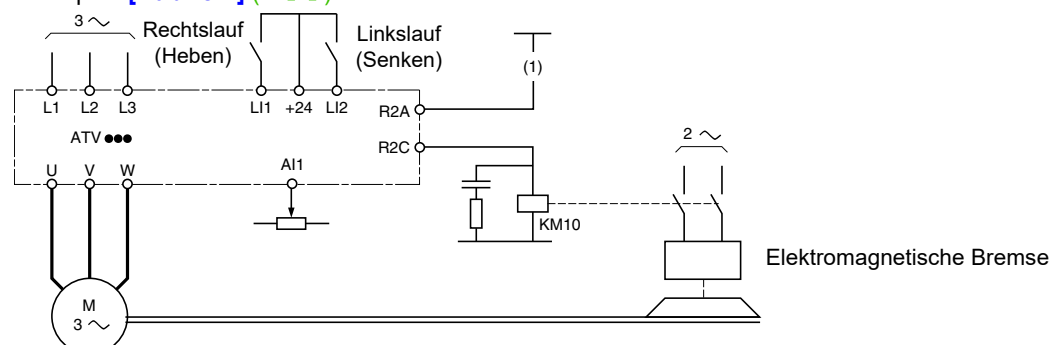 3 ∼
Rechtslauf
(Heben)
Linkslauf
(Senken)
(1)
L1 L2 L3
LI1 +24 LI2
R2A
ATV •••
R2C
2 ∼
U V W
AI1
KM10
Elektromagnetische Bremse
M
3 ∼